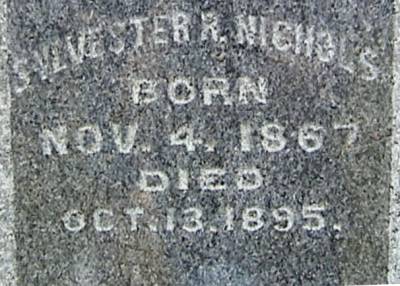 SYLVESTER R. NICHOLS
BORN
NOV. 4. 1867
DIED
OCT. 13. 1895.